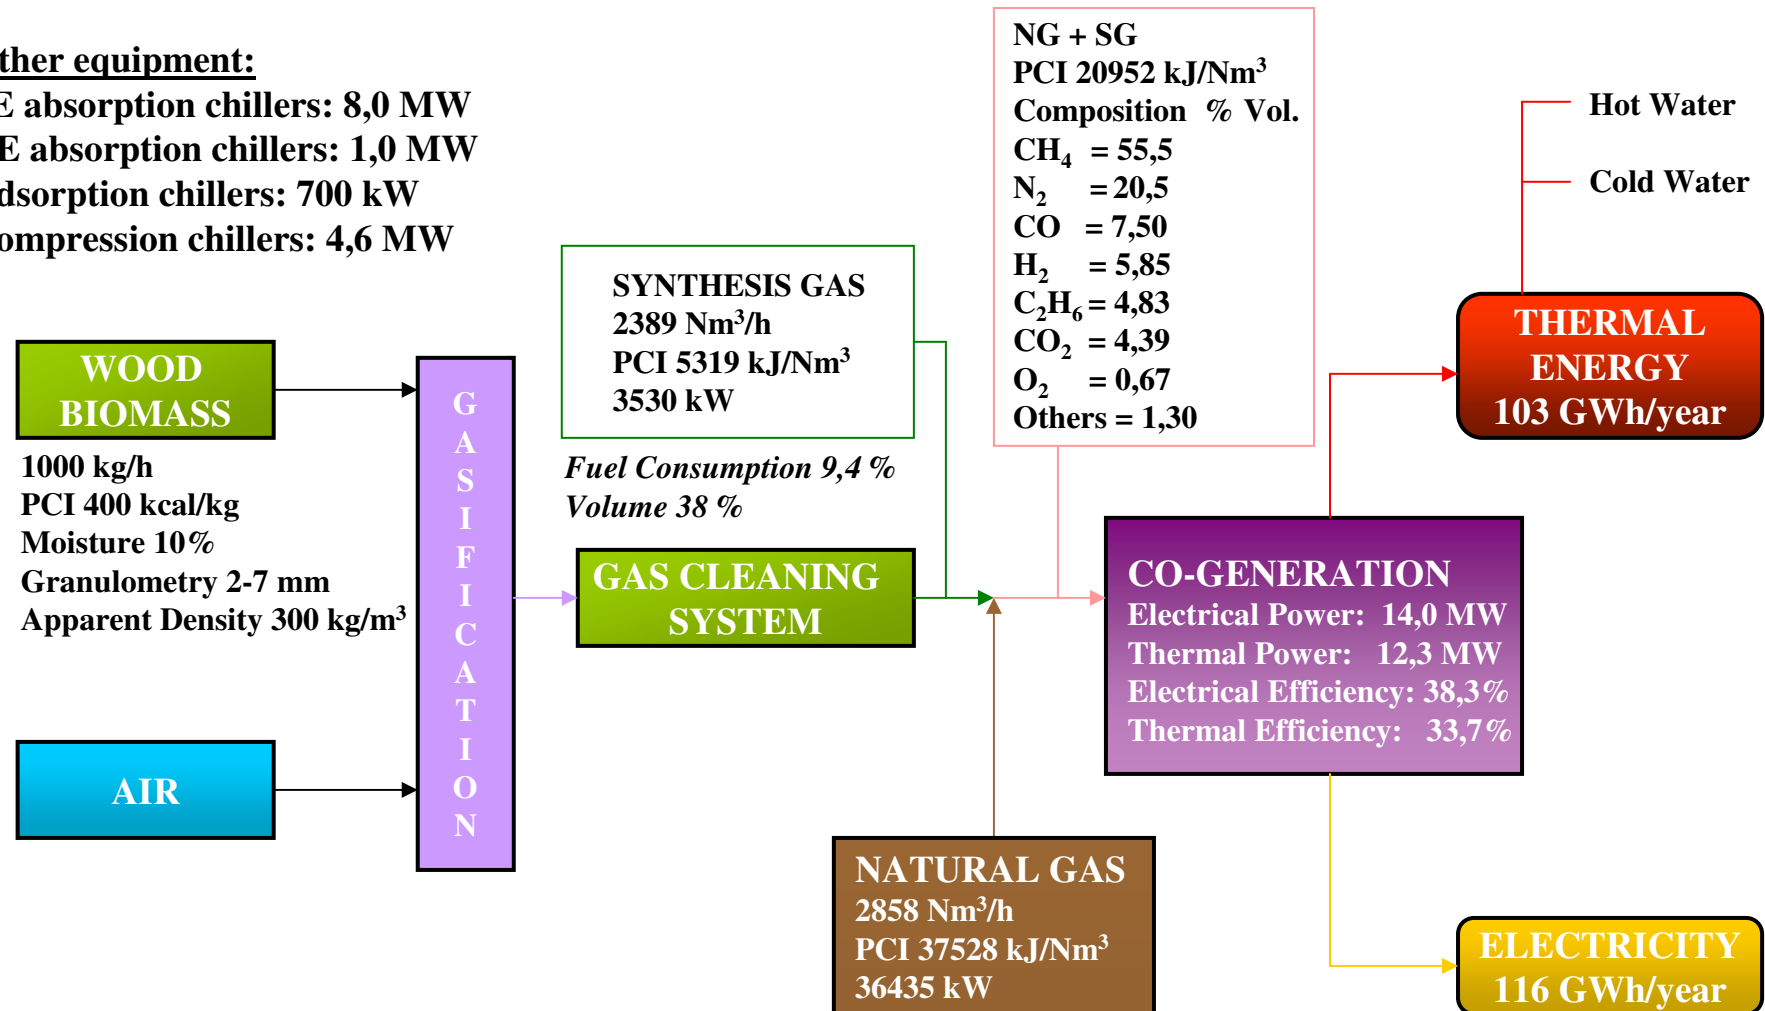 ther equipment:
E absorption chillers: 8,0 MW
E absorption chillers: 1,0 MW
dsorption chillers: 700 kW
ompression chillers: 4,6 MW
NG + SG
PCI 20952 kJ/Nm³
Composition % Vol.
CH₄ = 55,5
N₂ = 20,5
CO = 7,50
H₂ = 5,85
C₂H₆ = 4,83
CO₂ = 4,39
O₂ = 0,67
Others = 1,30
Hot Water
Cold Water
SYNTHESIS GAS
2389 Nm³/h
PCI 5319 kJ/Nm³
3530 kW
Fuel Consumption 9,4 %
Volume 38 %
THERMAL
ENERGY
103 GWh/year
WOOD
BIOMASS
1000 kg/h
PCI 400 kcal/kg
Moisture 10%
Granulometry 2-7 mm
Apparent Density 300 kg/m³
GASIFICATION
GAS CLEANING
SYSTEM
CO-GENERATION
Electrical Power: 14,0 MW
Thermal Power: 12,3 MW
Electrical Efficiency: 38,3%
Thermal Efficiency: 33,7%
AIR
NATURAL GAS
2858 Nm³/h
PCI 37528 kJ/Nm³
36435 kW
ELECTRICITY
116 GWh/year